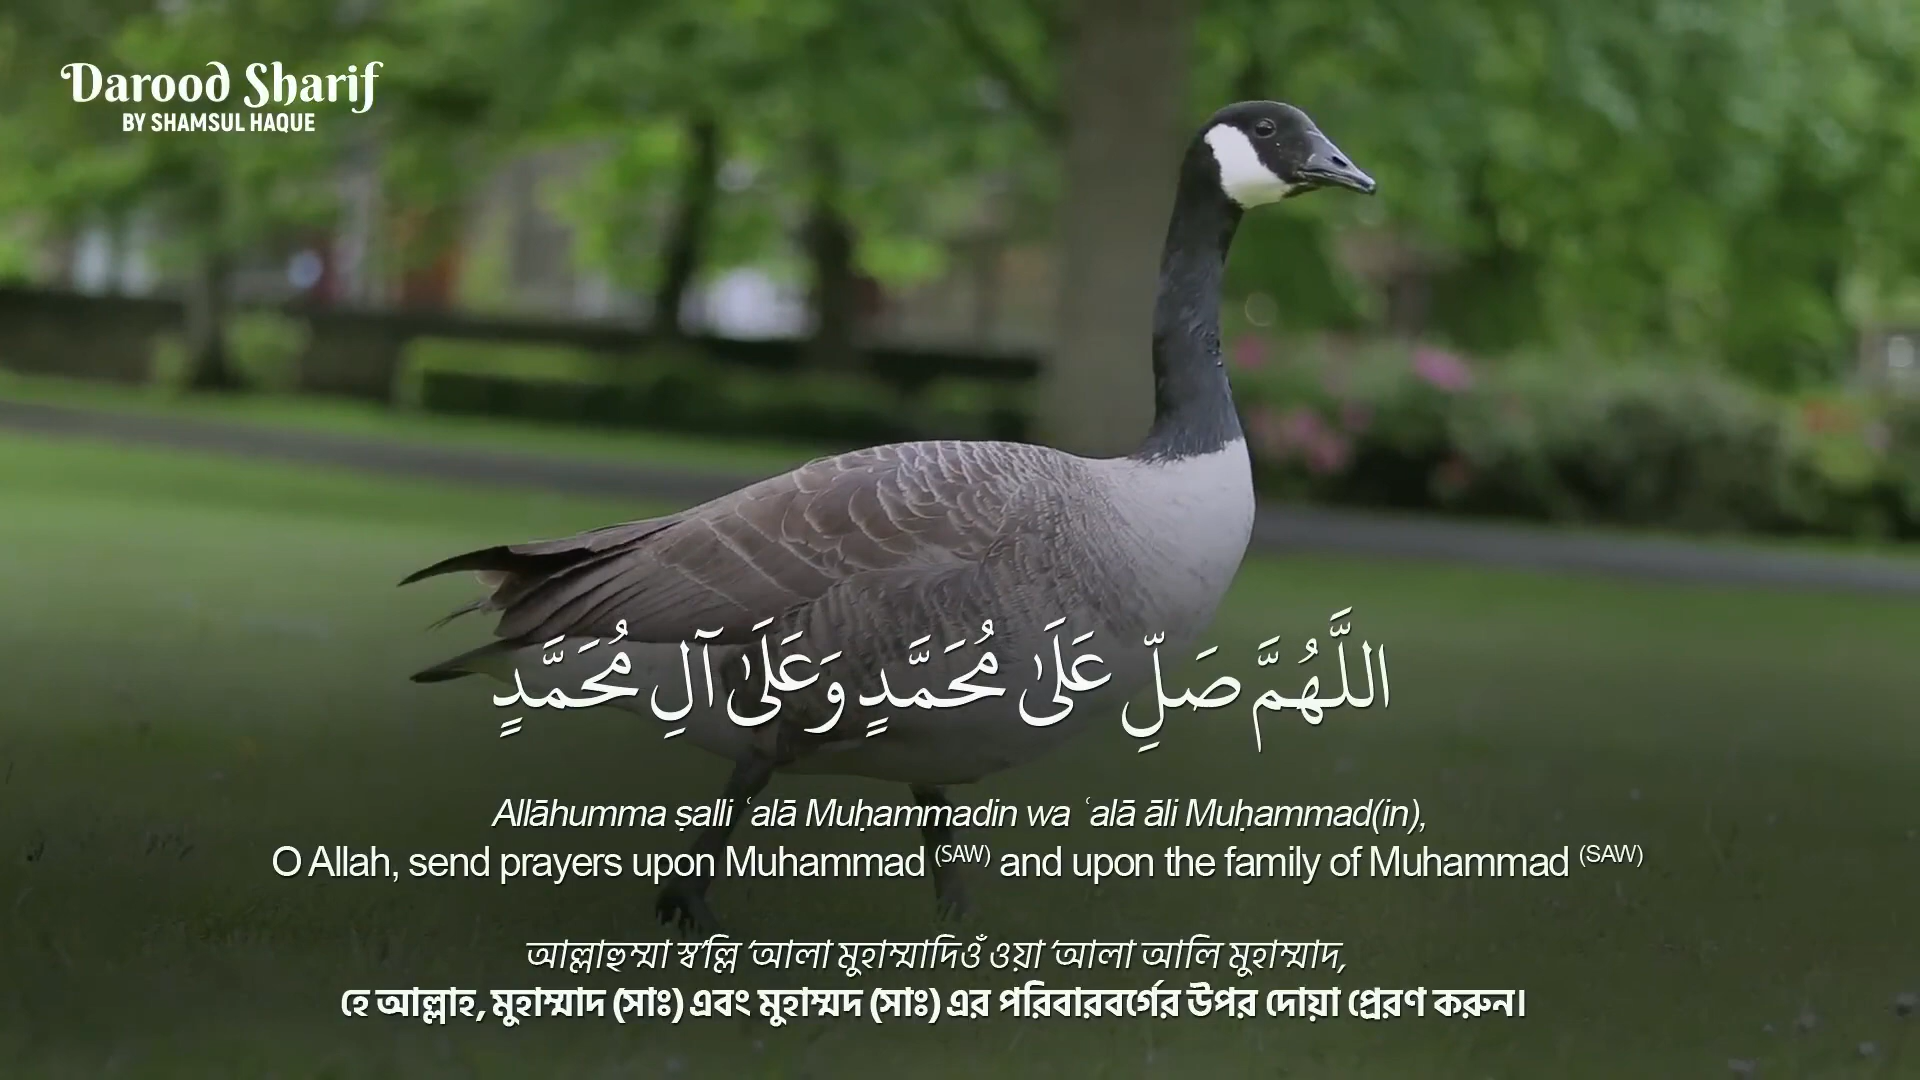 Darood Sharif
BY SHAMSUL HAQUE
اللَّهُمَّ صَلِّ عَلَىٰ مُحَمَّدٍ وَعَلَىٰ آلِ مُحَمَّدٍ
Allāhumma ṣalli ʿalā Muḥammadin wa ʿalā āli Muḥammad(in),
O Allah, send prayers upon Muhammad (SAW) and upon the family of Muhammad (SAW)
আল্লাহুম্মা স্ব’ল্লি ‘আলা মুহাম্মাদিওঁ ওয়া ‘আলা আলি মুহাম্মাদ,
হে আল্লাহ, মুহাম্মাদ (সাঃ) এবং মুহাম্মদ (সাঃ) এর পরিবারবর্গের উপর দোয়া প্রেরণ করুন।